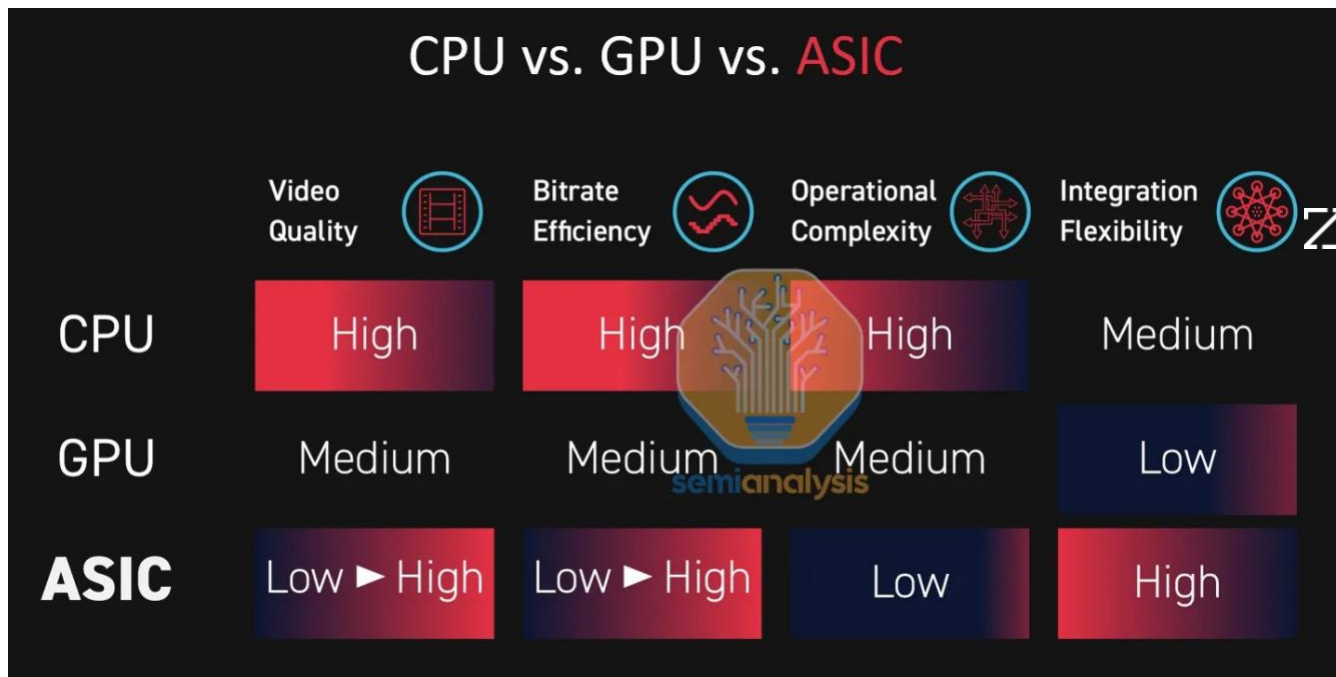 CPU vs. GPU vs. ASIC
Video
Quality
Bitrate
Efficiency
Operational
Complexity
Integration
Flexibility
CPU
High
High
High
Medium
GPU
Medium
Medium
Medium
Low
semianalysis
ASIC
Low ► High
Low ► High
Low
High